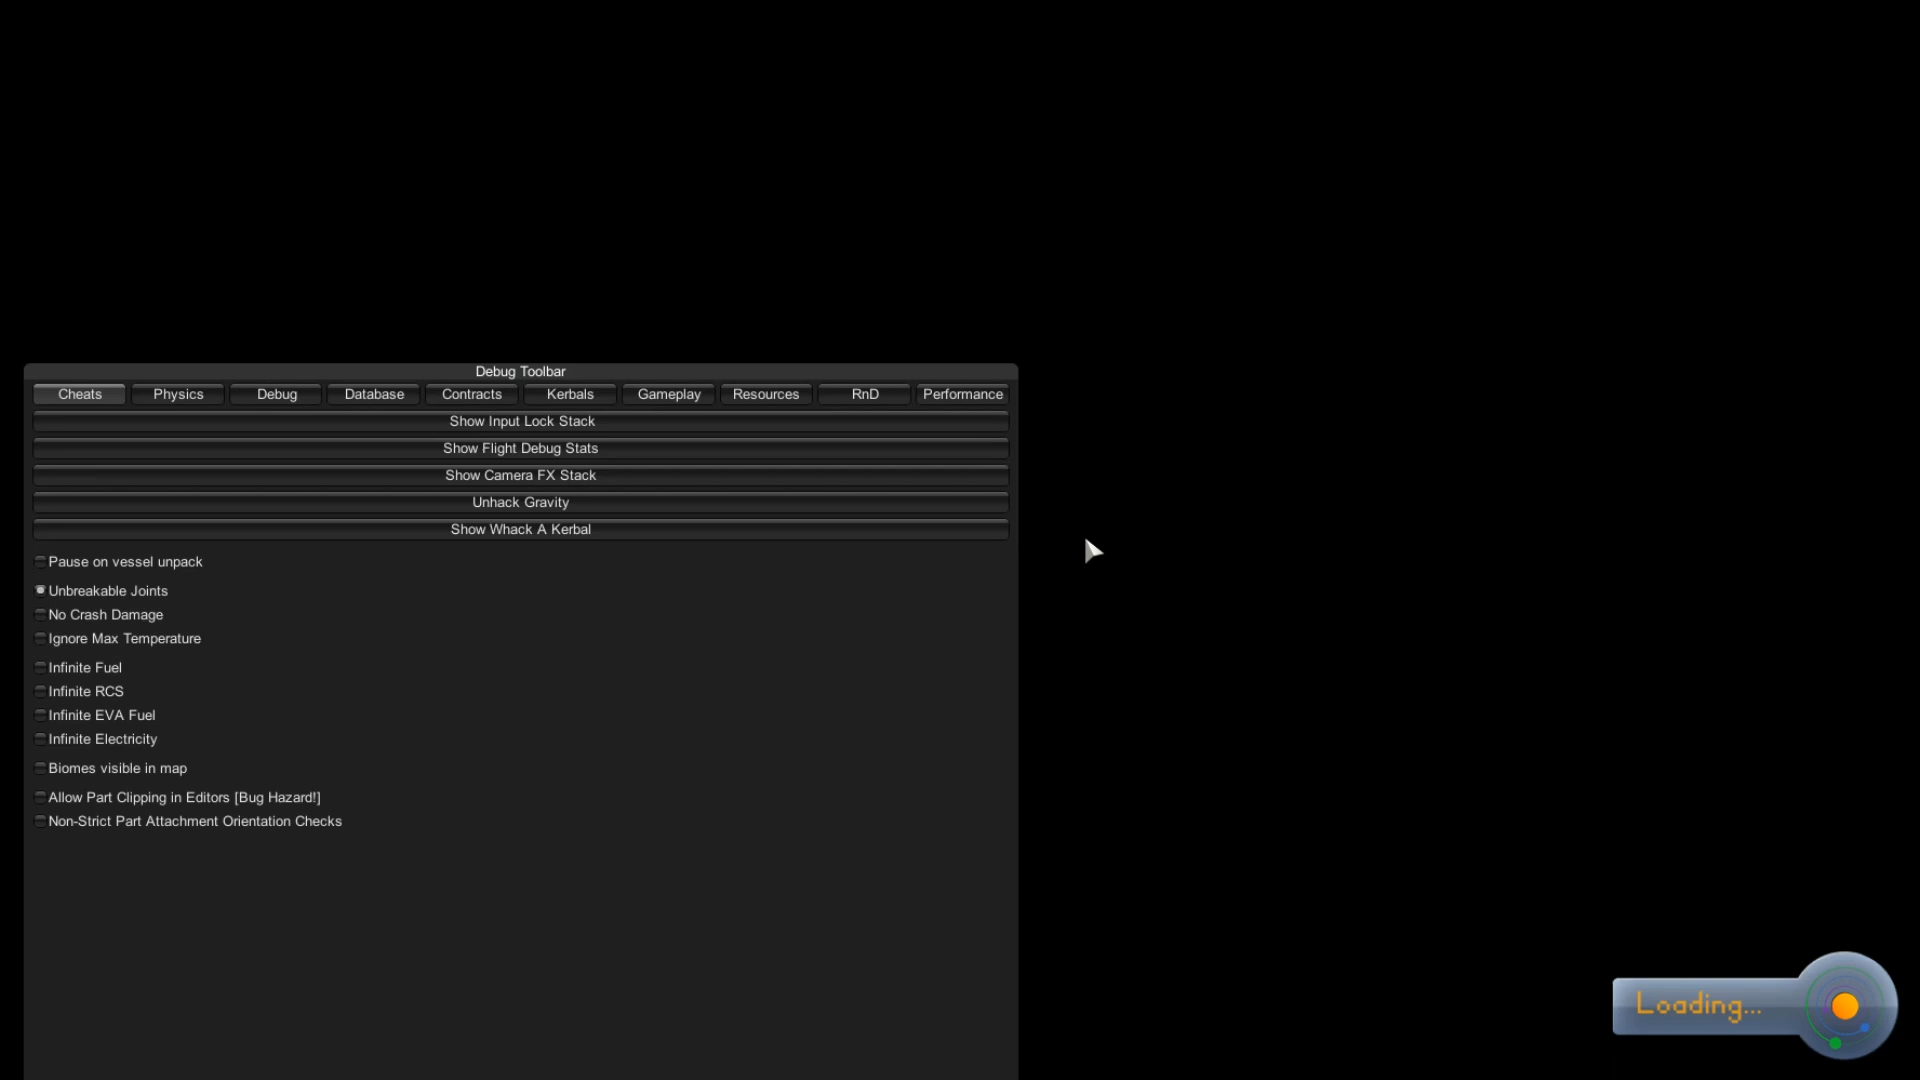 Debug Toolbar
Cheats Physics Debug Database Contracts Kerbals Gameplay Resources RnD Performance
Show Input Lock Stack
Show Flight Debug Stats
Show Camera FX Stack
Unhack Gravity
Show Whack A Kerbal
Pause on vessel unpack
Unbreakable Joints
No Crash Damage
Ignore Max Temperature
Infinite Fuel
Infinite RCS
Infinite EVA Fuel
Infinite Electricity
Biomes visible in map
Allow Part Clipping in Editors [Bug Hazard!]
Non-Strict Part Attachment Orientation Checks
Loading...